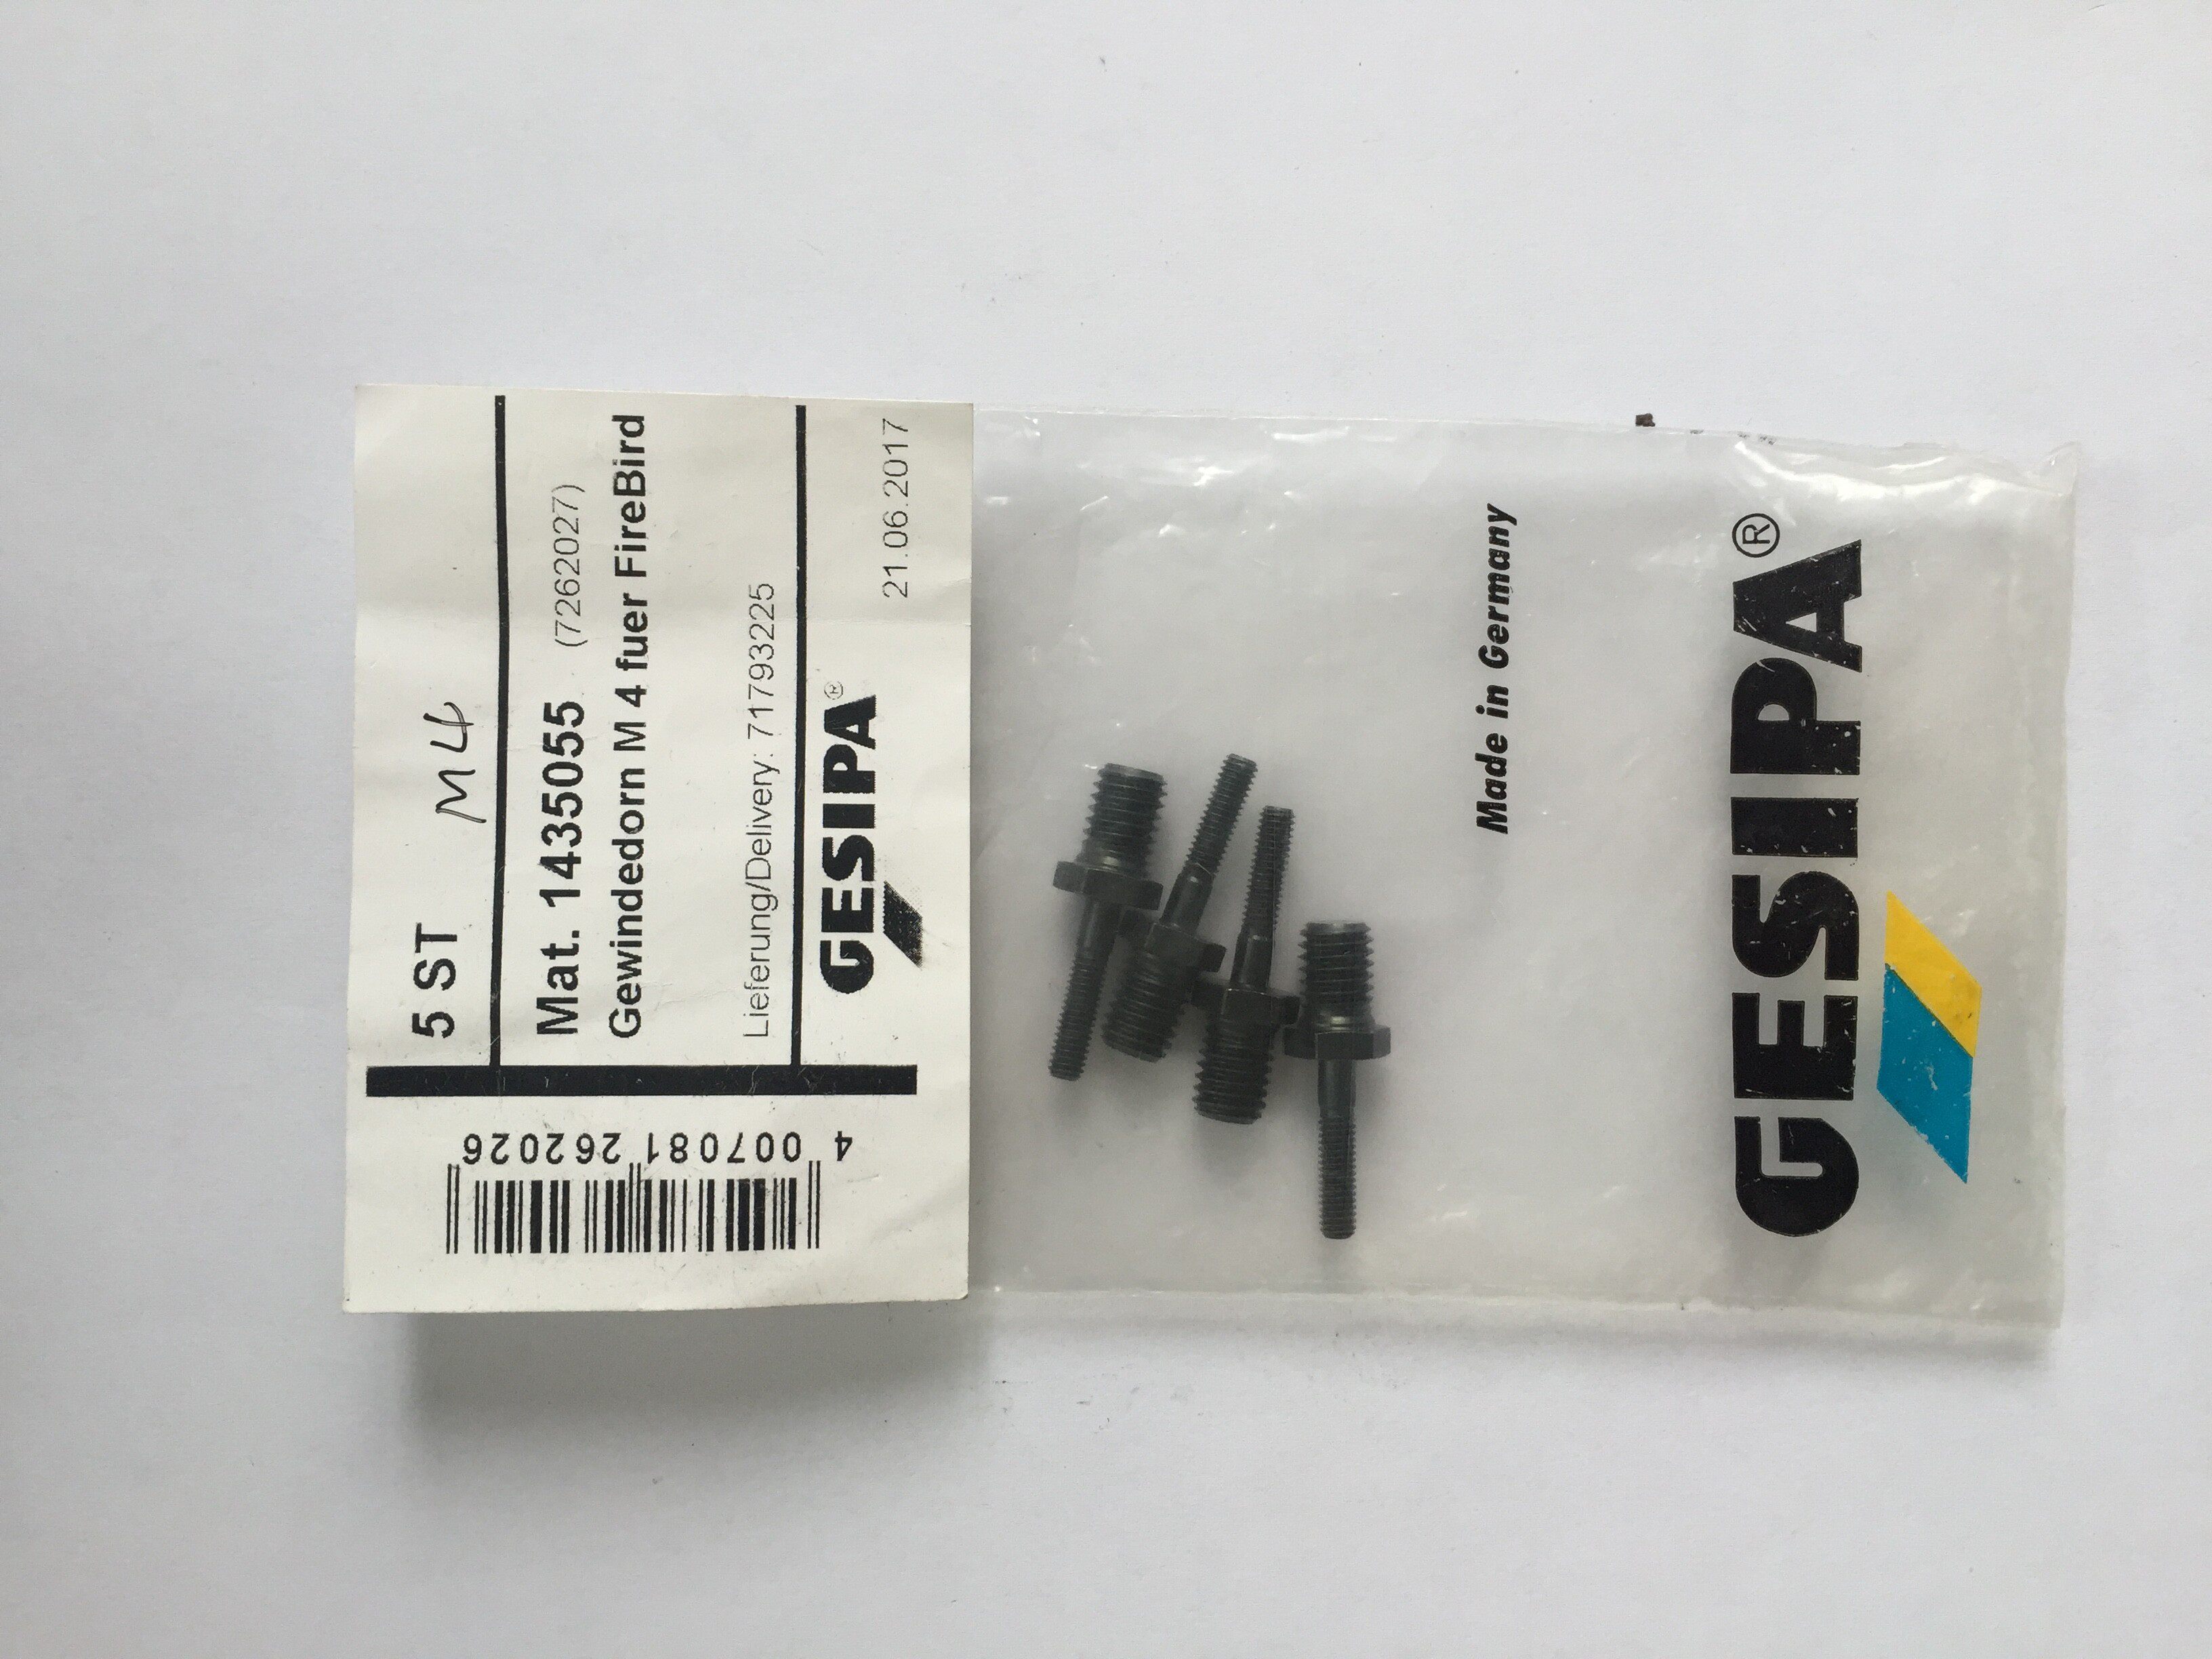 5 ST M4
Mat. 1435055 (7262027)
Gewindedorn M 4 fuer FireBird
Lieferung/Delivery: 71793225
GESIPA®
21.06.2017
4 007081 262026
Made in Germany
GESIPA®